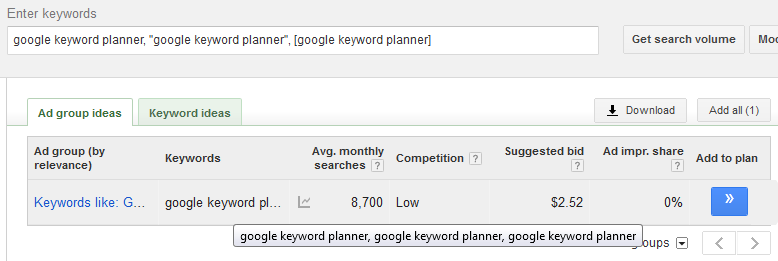 Enter keywords
google keyword planner, "google keyword planner", [google keyword planner]
Get search volume
Mod
Ad group ideas
Keyword ideas
Download
Add all (1)
Ad group (by relevance)
Keywords
Avg. monthly searches ?
Competition ?
Suggested bid ?
Ad impr. share ?
Add to plan
Keywords like: G...
google keyword pl...
8,700
Low
$2.52
0%
»
google keyword planner, google keyword planner, google keyword planner
groups